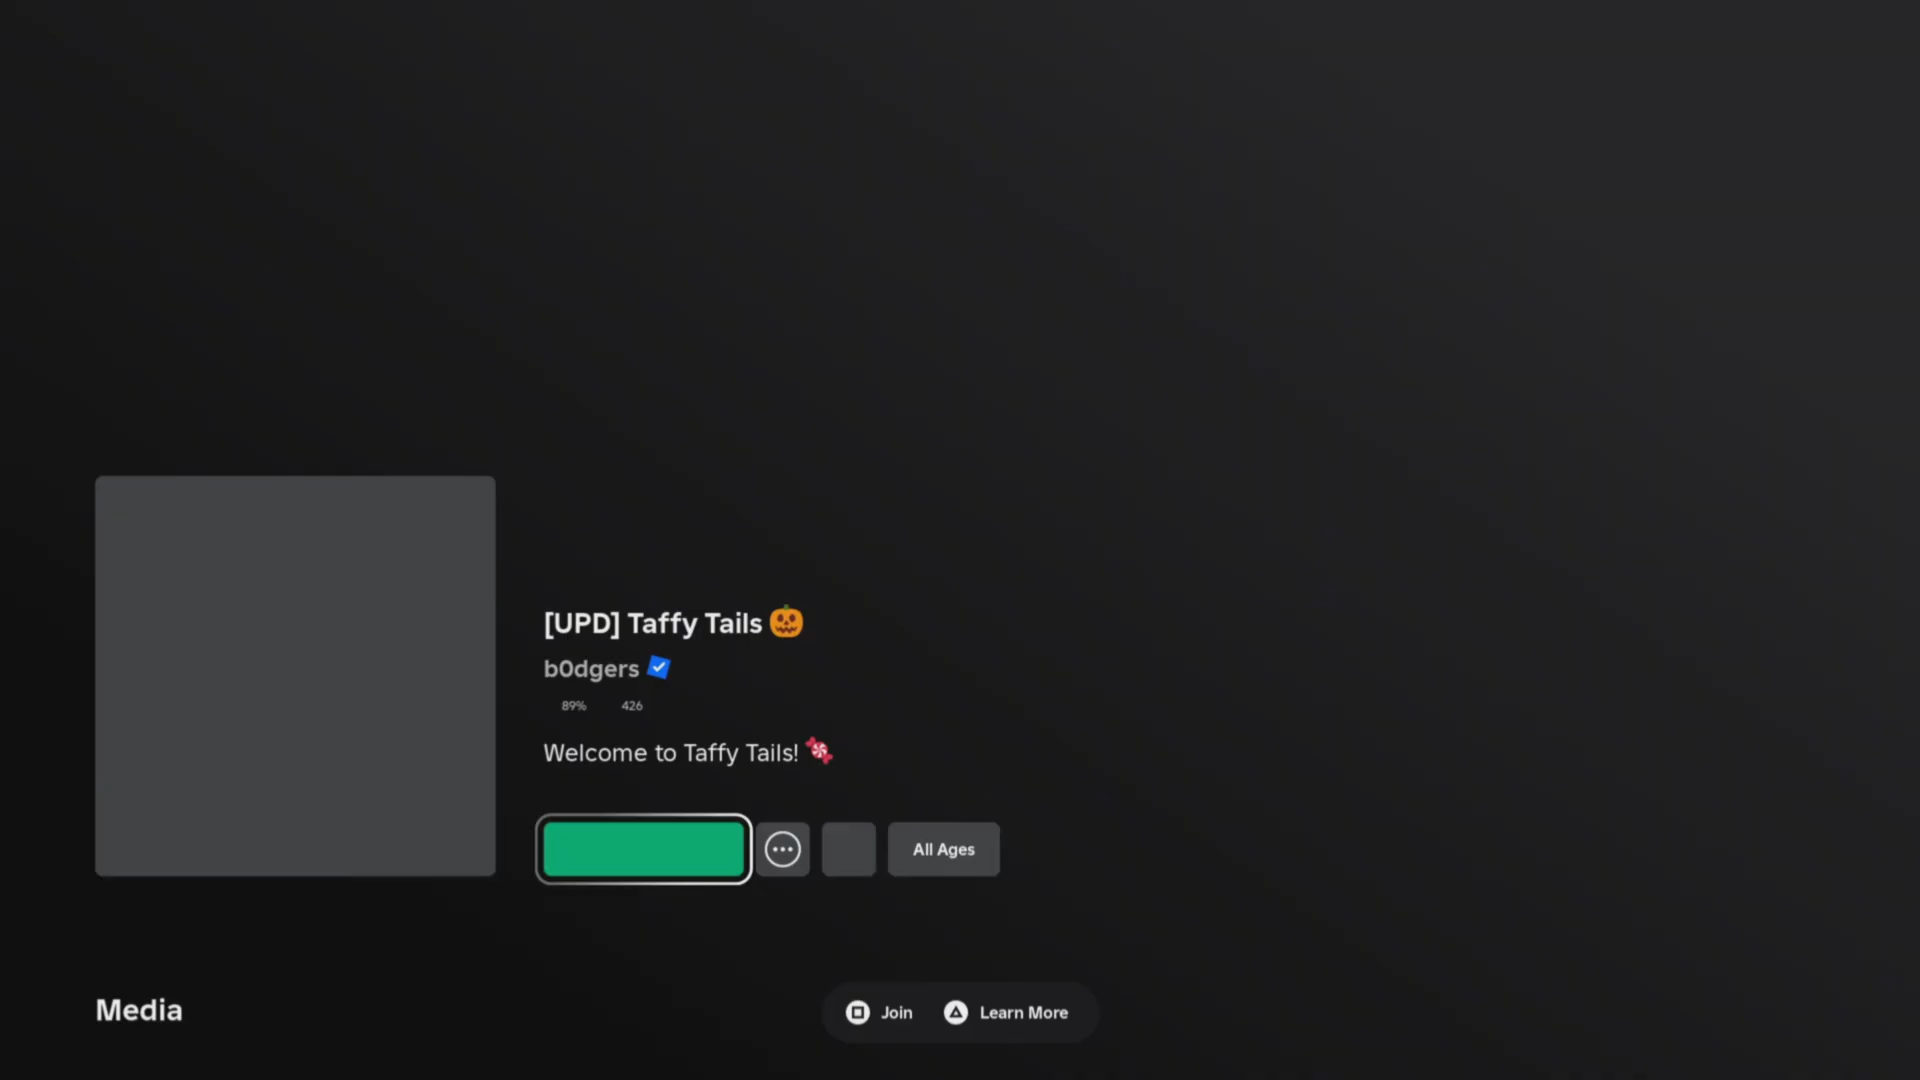 [UPD] Taffy Tails 🎃
b0dgers
89% 426
Welcome to Taffy Tails! 🍬
All Ages
Media
Join Learn More